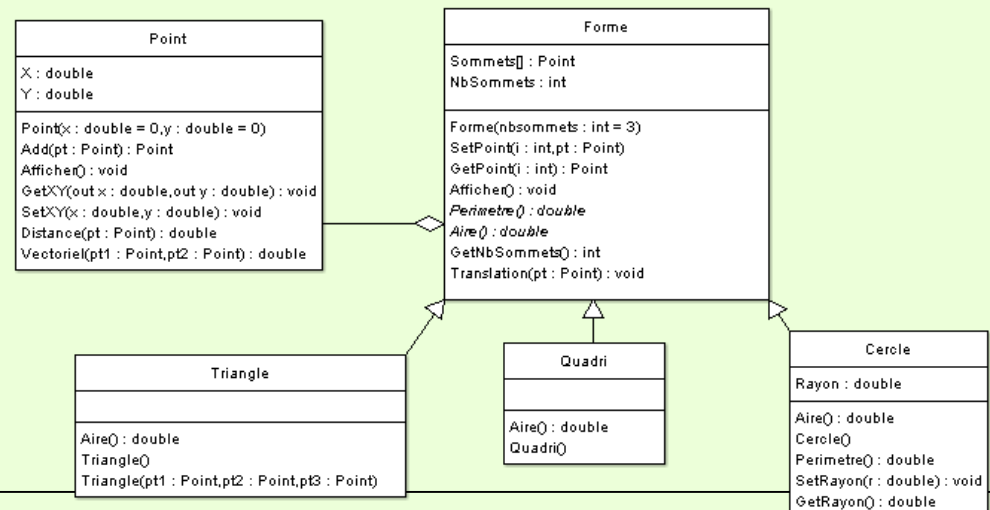 Point
X : double
Y : double
Point(x : double = 0,y : double = 0)
Add(pt : Point) : Point
Afficher() : void
GetXY(out x : double,out y : double) : void
SetXY(x : double,y : double) : void
Distance(pt : Point) : double
Vectoriel(pt1 : Point,pt2 : Point) : double
Forme
Sommets[] : Point
NbSommets : int
Forme(nbsommets : int = 3)
SetPoint(i : int,pt : Point)
GetPoint(i : int) : Point
Afficher() : void
Perimetre() : double
Aire() : double
GetNbSommets() : int
Translation(pt : Point) : void
Triangle
Aire() : double
Triangle()
Triangle(pt1 : Point,pt2 : Point,pt3 : Point)
Quadri
Aire() : double
Quadri()
Cercle
Rayon : double
Aire() : double
Cercle()
Perimetre() : double
SetRayon(r : double) : void
GetRayon() : double